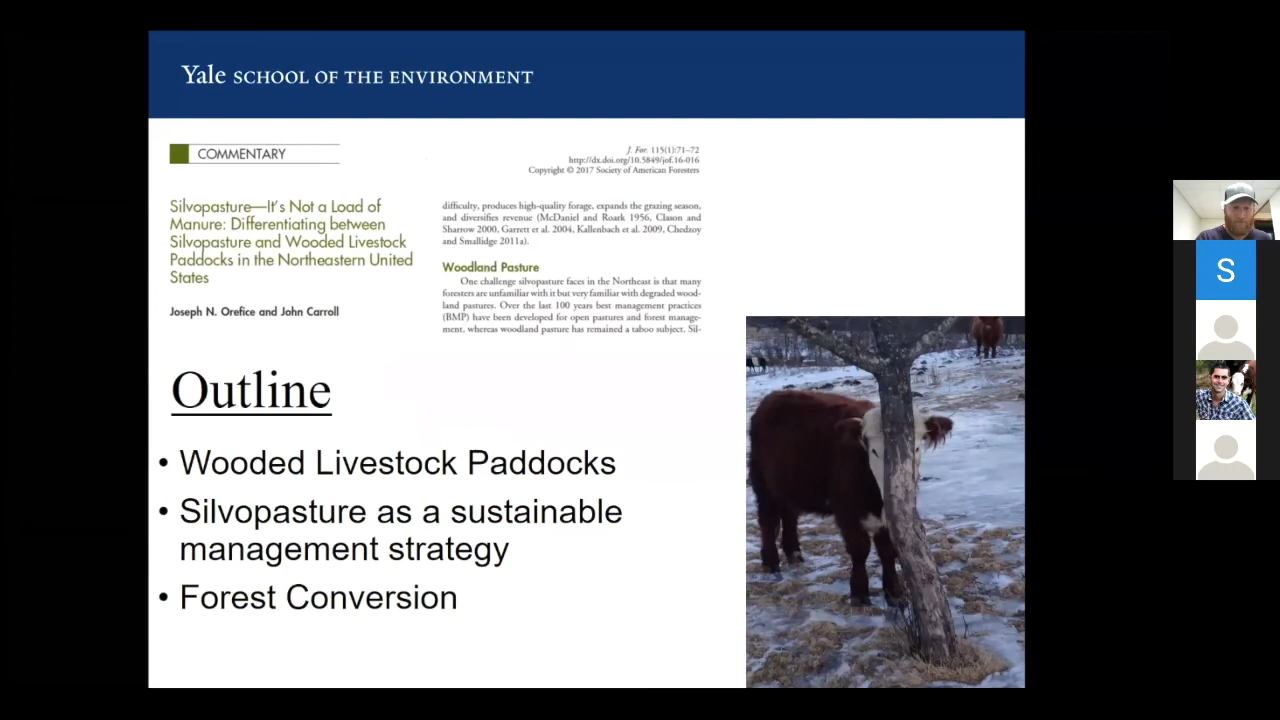 Yale SCHOOL OF THE ENVIRONMENT
COMMENTARY
J. For. 115(1):71–72
http://dx.doi.org/10.5849/jof.16-016
Copyright © 2017 Society of American Foresters
Silvopasture—It's Not a Load of
Manure: Differentiating between
Silvopasture and Wooded Livestock
Paddocks in the Northeastern United
States
Joseph N. Orefice and John Carroll
difficulty, produces high-quality forage, expands the grazing season,
and diversifies revenue (McDaniel and Roark 1956, Clason and
Sharrow 2000, Garrett et al. 2004, Kallenbach et al. 2009, Chedzoy
and Smallidge 2011a).
Woodland Pasture
One challenge silvopasture faces in the Northeast is that many
foresters are unfamiliar with it but very familiar with degraded wood-
land pastures. Over the last 100 years best management practices
(BMP) have been developed for open pastures and forest manage-
ment, whereas woodland pasture has remained a taboo subject. Sil-
Outline
• Wooded Livestock Paddocks
• Silvopasture as a sustainable
management strategy
• Forest Conversion
S